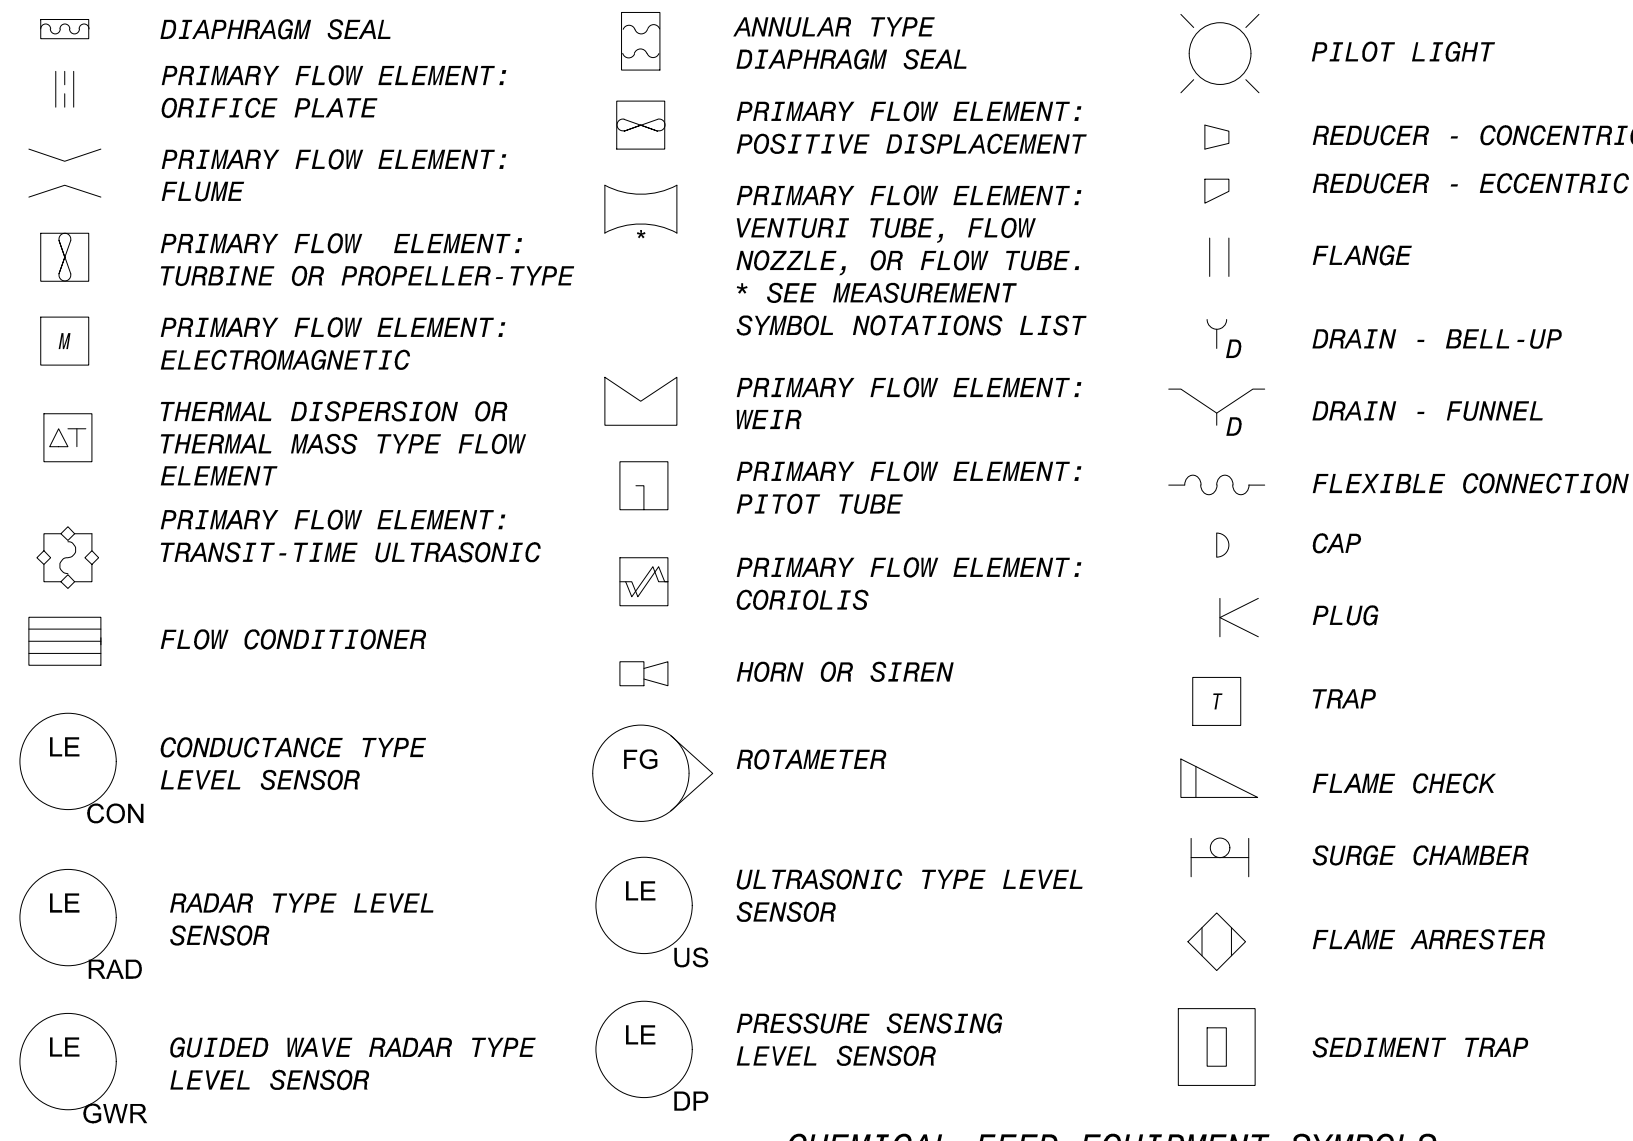 DIAPHRAGM SEAL
PRIMARY FLOW ELEMENT:
ORIFICE PLATE
PRIMARY FLOW ELEMENT:
FLUME
PRIMARY FLOW ELEMENT:
TURBINE OR PROPELLER-TYPE
M
PRIMARY FLOW ELEMENT:
ELECTROMAGNETIC
ΔT
THERMAL DISPERSION OR
THERMAL MASS TYPE FLOW
ELEMENT
PRIMARY FLOW ELEMENT:
TRANSIT-TIME ULTRASONIC
FLOW CONDITIONER
LE
CON
CONDUCTANCE TYPE
LEVEL SENSOR
LE
RAD
RADAR TYPE LEVEL
SENSOR
LE
GWR
GUIDED WAVE RADAR TYPE
LEVEL SENSOR
ANNULAR TYPE
DIAPHRAGM SEAL
PRIMARY FLOW ELEMENT:
POSITIVE DISPLACEMENT
*
PRIMARY FLOW ELEMENT:
VENTURI TUBE, FLOW
NOZZLE, OR FLOW TUBE.
* SEE MEASUREMENT
SYMBOL NOTATIONS LIST
PRIMARY FLOW ELEMENT:
WEIR
PRIMARY FLOW ELEMENT:
PITOT TUBE
PRIMARY FLOW ELEMENT:
CORIOLIS
HORN OR SIREN
FG
ROTAMETER
LE
US
ULTRASONIC TYPE LEVEL
SENSOR
LE
DP
PRESSURE SENSING
LEVEL SENSOR
PILOT LIGHT
REDUCER - CONCENTRIC
REDUCER - ECCENTRIC
FLANGE
D
DRAIN - BELL-UP
D
DRAIN - FUNNEL
FLEXIBLE CONNECTION
CAP
PLUG
T
TRAP
FLAME CHECK
SURGE CHAMBER
FLAME ARRESTER
SEDIMENT TRAP
CHEMICAL FEED EQUIPMENT SYMBOLS